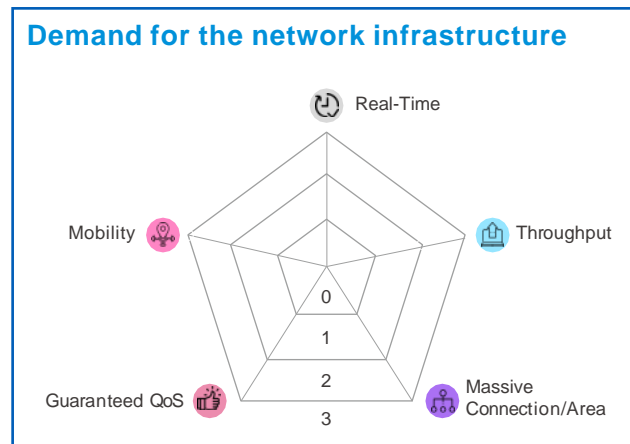 Demand for the network infrastructure
Real-Time
Mobility
Throughput
0
1
2
Guaranteed QoS
Massive
Connection/Area
3